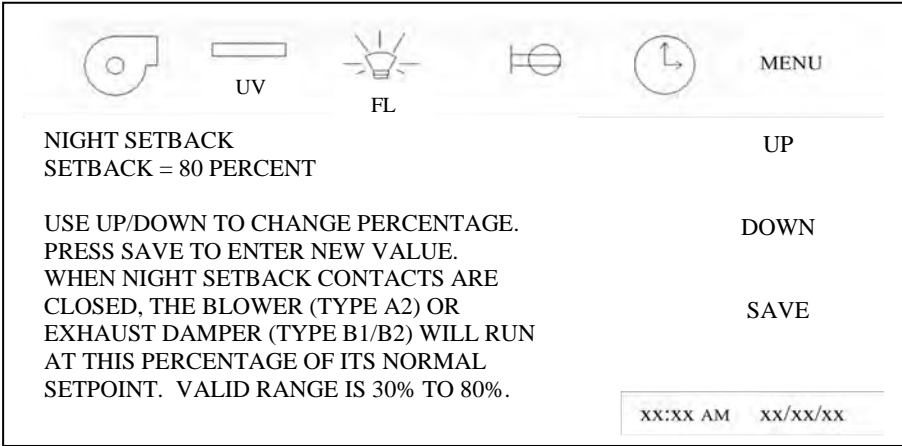 UV
FL
MENU
NIGHT SETBACK
SETBACK = 80 PERCENT
USE UP/DOWN TO CHANGE PERCENTAGE.
PRESS SAVE TO ENTER NEW VALUE.
WHEN NIGHT SETBACK CONTACTS ARE
CLOSED, THE BLOWER (TYPE A2) OR
EXHAUST DAMPER (TYPE B1/B2) WILL RUN
AT THIS PERCENTAGE OF ITS NORMAL
SETPOINT. VALID RANGE IS 30% TO 80%.
UP
DOWN
SAVE
xx:xx AM xx/xx/xx